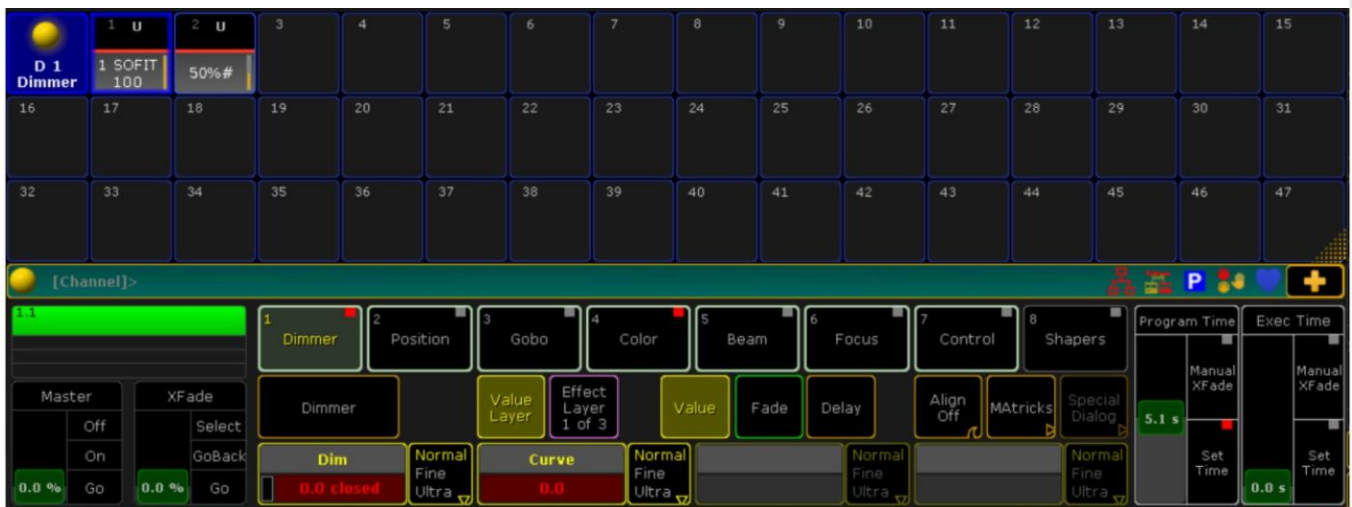 1 U 2 U 3 4 5 6 7 8 9 10 11 12 13 14 15
D 1
Dimmer
1 SOFIT
100
50%#
16 17 18 19 20 21 22 23 24 25 26 27 28 29 30 31
32 33 34 35 36 37 38 39 40 41 42 43 44 45 46 47
[Channel]>
P
1.1
1 Dimmer
2 Position
3 Gobo
4 Color
5 Beam
6 Focus
7 Control
8 Shapers
Program Time
Exec Time
Master
Off
On
Go
0.0 %
XFade
Select
GoBack
Go
0.0 %
Dimmer
Value
Layer
Effect
Layer
1 of 3
Value
Fade
Delay
Align
Off
MAtricks
Special
Dialog
Dim
0.0 closed
Normal
Fine
Ultra
Curve
0.0
Normal
Fine
Ultra
Normal
Fine
Ultra
Normal
Fine
Ultra
Manual
XFade
5.1 s
Set
Time
Manual
XFade
0.0 s
Set
Time